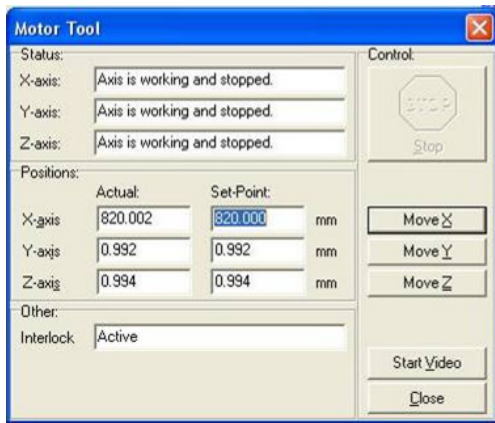 Motor Tool
Status:
Control:
X-axis:
Axis is working and stopped.
Y-axis:
Axis is working and stopped.
Z-axis:
Axis is working and stopped.
STOP
Stop
Positions:
Actual:
Set-Point:
X-axis
820.002
820.000
mm
Move X
Y-axis
0.992
0.992
mm
Move Y
Z-axis
0.994
0.994
mm
Move Z
Other:
Interlock
Active
Start Video
Close